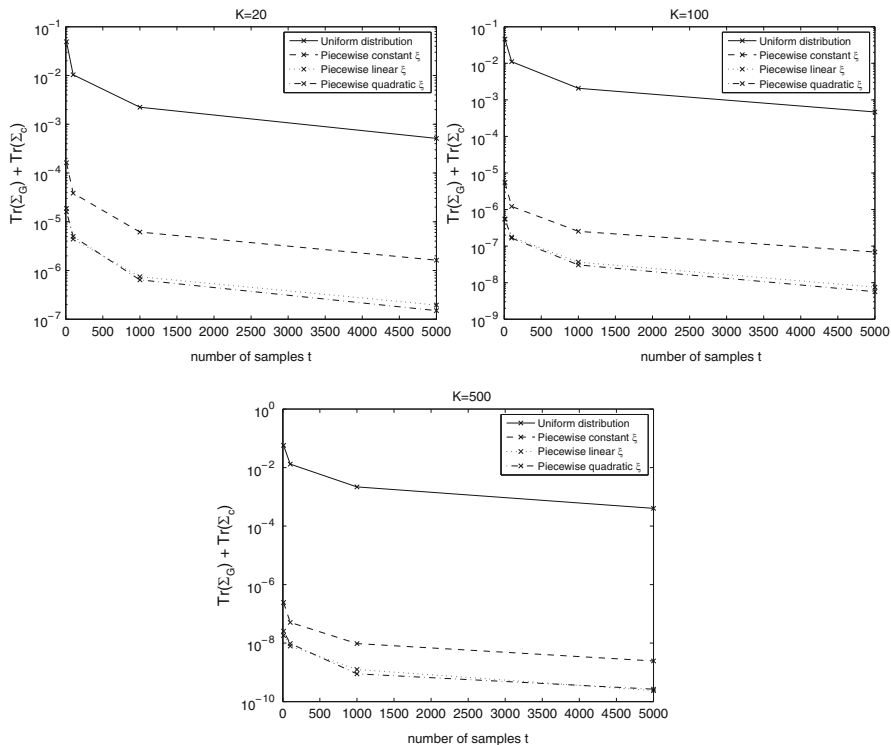 K=20
10^-1
10^-2
10^-3
10^-4
10^-5
10^-6
10^-7
Tr(Σ_G) + Tr(Σ_c)
Uniform distribution
Piecewise constant ξ
Piecewise linear ξ
Piecewise quadratic ξ
0 500 1000 1500 2000 2500 3000 3500 4000 4500 5000
number of samples t
K=100
10^-1
10^-2
10^-3
10^-4
10^-5
10^-6
10^-7
10^-8
10^-9
Tr(Σ_G) + Tr(Σ_c)
Uniform distribution
Piecewise constant ξ
Piecewise linear ξ
Piecewise quadratic ξ
0 500 1000 1500 2000 2500 3000 3500 4000 4500 5000
number of samples t
K=500
10^0
10^-2
10^-4
10^-6
10^-8
10^-10
Tr(Σ_G) + Tr(Σ_c)
Uniform distribution
Piecewise constant ξ
Piecewise linear ξ
Piecewise quadratic ξ
0 500 1000 1500 2000 2500 3000 3500 4000 4500 5000
number of samples t